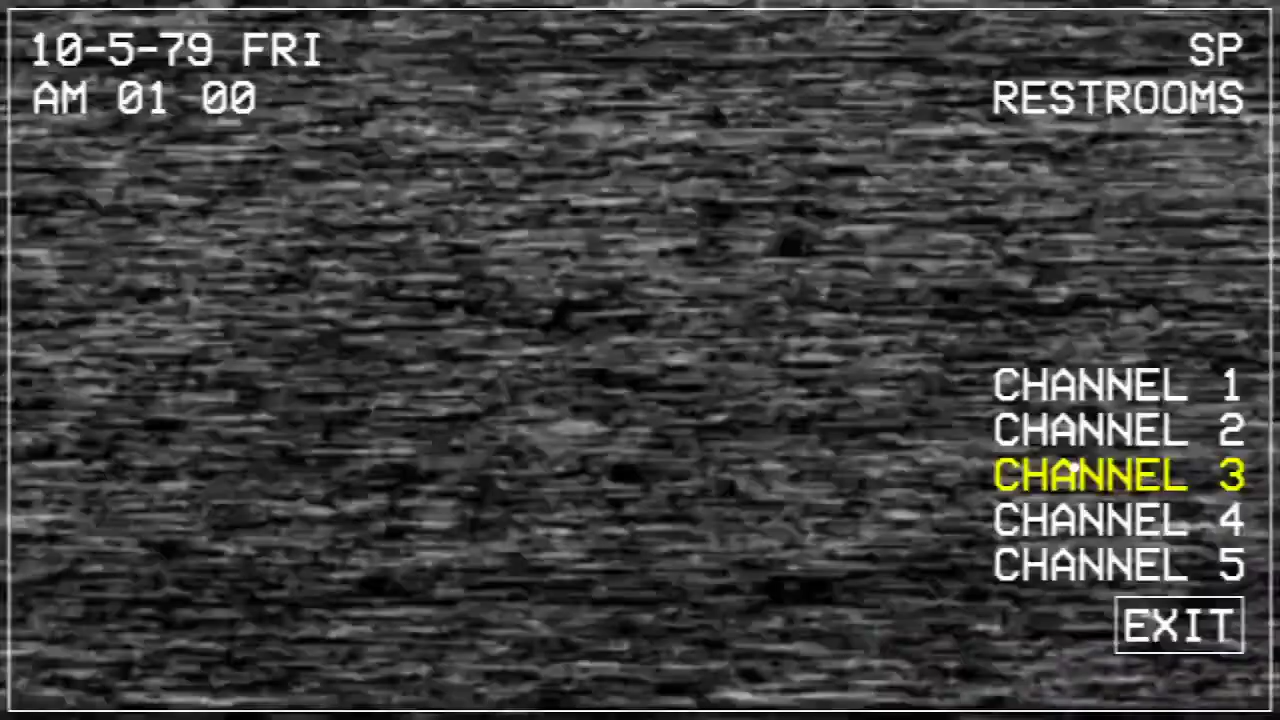 10-5-79 FRI
AM 01 00
SP
RESTROOMS
CHANNEL 1
CHANNEL 2
CHANNEL 3
CHANNEL 4
CHANNEL 5
EXIT